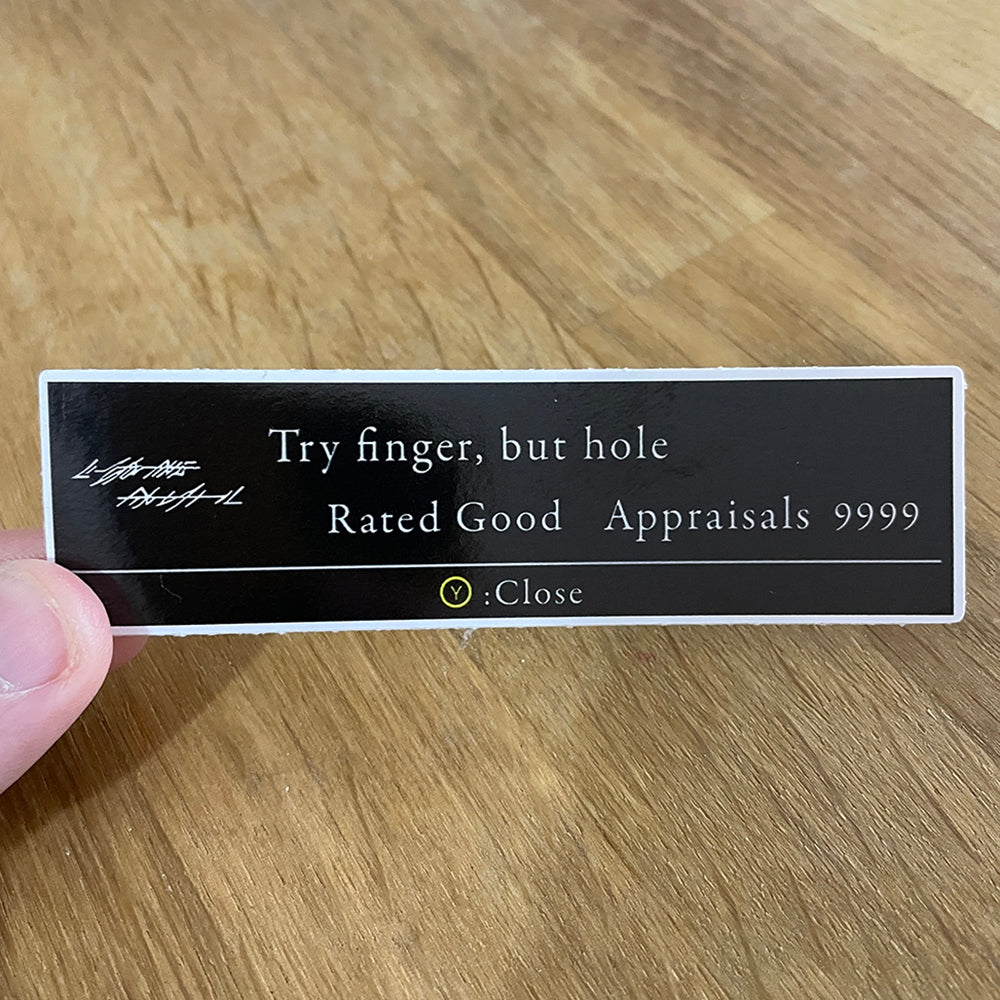 Try finger, but hole
Rated Good Appraisals 9999
Y :Close